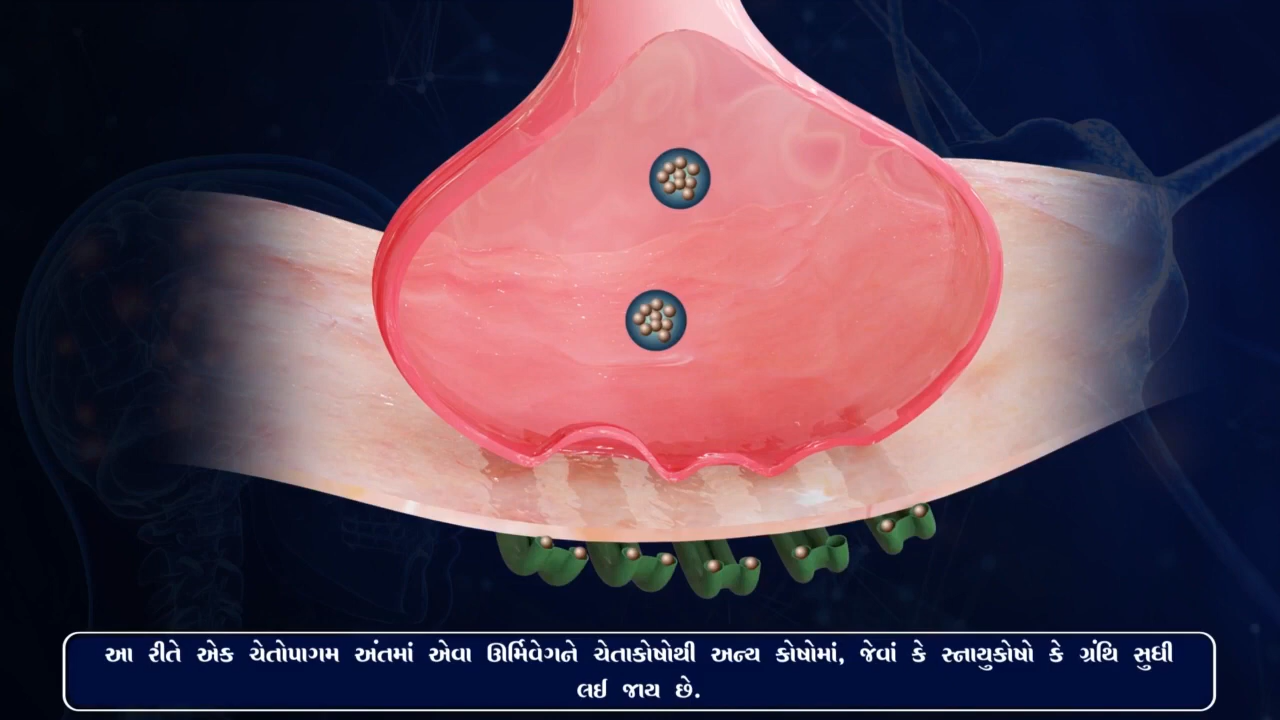 આ રીતે એક ચેતોપાગમ અંતમાં એવા ઊર્મિવેગને ચેતાકોષોથી અન્ય કોષોમાં, જેવાં કે સ્નાયુકોષો કે ગ્રંથિ સુધી
લઈ જાય છે.